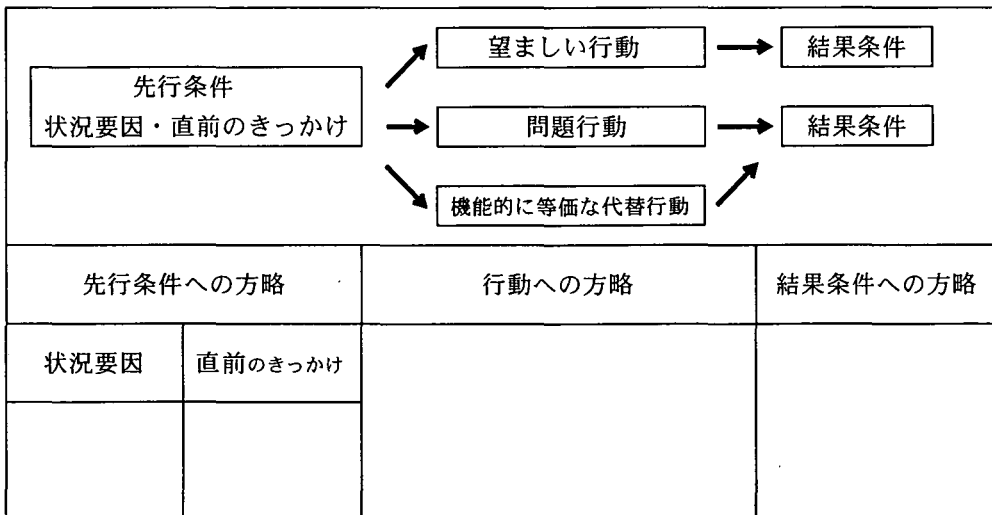 先行条件
状況要因・直前のきっかけ
望ましい行動
結果条件
問題行動
結果条件
機能的に等価な代替行動
先行条件への方略
行動への方略
結果条件への方略
状況要因
直前のきっかけ